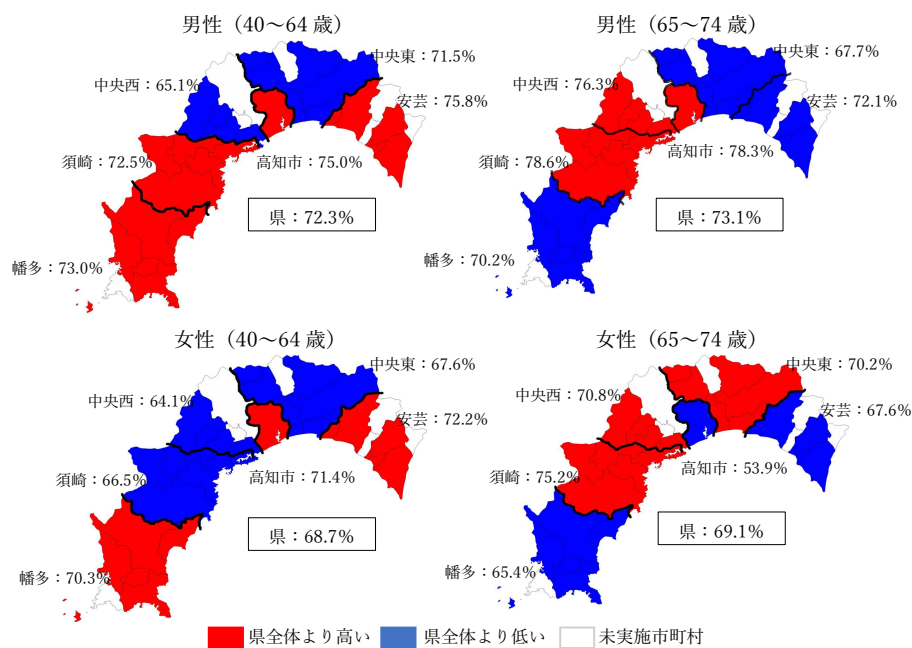 男性（40～64 歳）
中央東：71.5%
中央西：65.1%
安芸：75.8%
須崎：72.5%
高知市：75.0%
県：72.3%
幡多：73.0%
男性（65～74 歳）
中央東：67.7%
中央西：76.3%
安芸：72.1%
須崎：78.6%
高知市：78.3%
県：73.1%
幡多：70.2%
女性（40～64 歳）
中央東：67.6%
中央西：64.1%
安芸：72.2%
須崎：66.5%
高知市：71.4%
県：68.7%
幡多：70.3%
女性（65～74 歳）
中央東：70.2%
中央西：70.8%
安芸：67.6%
須崎：75.2%
高知市：53.9%
県：69.1%
幡多：65.4%
県全体より高い　県全体より低い　未実施市町村